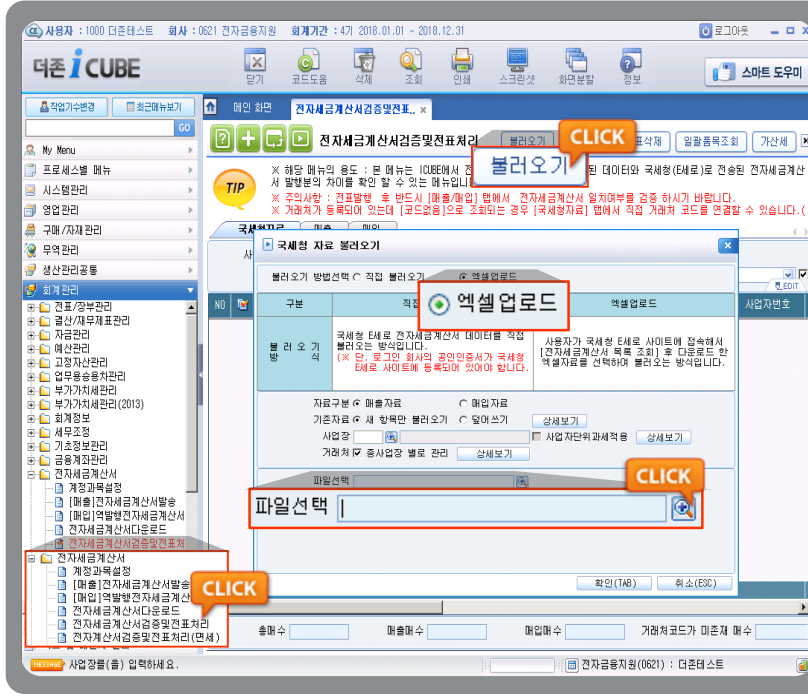 사용자 : 1000 더존테스트 회사 : 0621 전자금융지원 회계기간 : 4기 2018.01.01 ~ 2018.12.31 로그아웃
더존 iCUBE
닫기 코드도움 삭제 조회 인쇄 스크린샷 화면분할 정보 스마트 도우미
작업기수변경 최근메뉴보기 메인 화면 전자세금계산서검증및전표.. x
GO
전자세금계산서검증및전표처리 불러오기 표삭제 일괄품목조회 가산세
CLICK
불러오기
My Menu
프로세스별 메뉴
시스템관리
영업관리
구매/자재관리
무역관리
생산관리공통
회계관리
전표/장부관리
결산/재무제표관리
자금관리
예산관리
고정자산관리
업무용승용차관리
부가가치세관리
부가가치세관리(2013)
회계정보
세무조정
기초정보관리
금융계좌관리
전자세금계산서
계정과목설정
[매출]전자세금계산서발송
[매입]역발행전자세금계산서
전자세금계산서다운로드
전자세금계산서검증및전표처
전자세금계산서
계정과목설정
[매출]전자세금계산서발송
[매입]역발행전자세금계산
전자세금계산서다운로드
전자세금계산서검증및전표처리
전자계산서검증및전표처리(면세)
CLICK
TIP
※ 해당 메뉴의 용도 : 본 메뉴는 ICUBE에서 전 된 데이터와 국세청(E세로)로 전송된 전자세금계산
서 발행분의 차이를 확인 할 수 있는 메뉴입니
※ 주의사항 : 전표발행 후 반드시 [매출/매입] 탭에서 전자세금계산서 일치여부를 검증 하시기 바랍니다.
※ 거래처가 등록되어 있는데 [코드없음]으로 조회되는 경우 [국세청자료] 탭에서 직접 거래처 코드를 연결할 수 있습니다.(
국세청자료 매출 매입
EDIT
NO 사업자번호
국세청 자료 불러오기
불러오기 방법선택 직접 불러오기 엑셀업로드
엑셀업로드
구분 직접 엑셀업로드
불 러 오 기
방 식
국세청 E세로 전자세금계산서 데이터를 직접
불러오는 방식입니다.
(※ 단, 로그인 회사의 공인인증서가 국세청
E세로 사이트에 등록되어 있어야 합니다.
사용자가 국세청 E세로 사이트에 접속해서
[전자세금계산서 목록 조회] 후 다운로드 한
엑셀자료를 선택하여 불러오는 방식입니다.
자료구분 매출자료 매입자료
기존자료 새 항목만 불러오기 덮어쓰기 상세보기
사업장 사업자단위과세적용 상세보기
거래처 종사업장 별로 관리 상세보기
파일선택
CLICK
파일선택
확인(TAB) 취소(ESC)
총매수 매출매수 매입매수 거래처코드가 미존재 매수
MESSAGE 사업장를(을) 입력하세요. 전자금융지원(0621) : 더존테스트